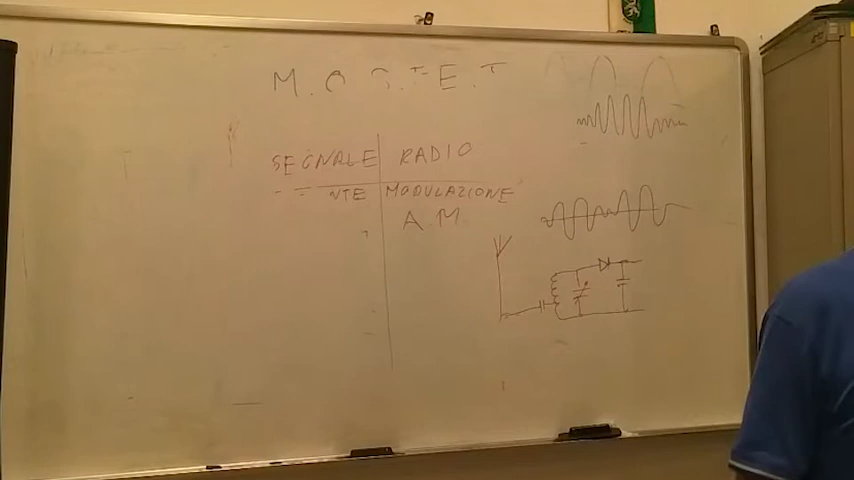 M.O.S.F.E.T
SEGNALE RADIO
NTE MODULAZIONE
A.M